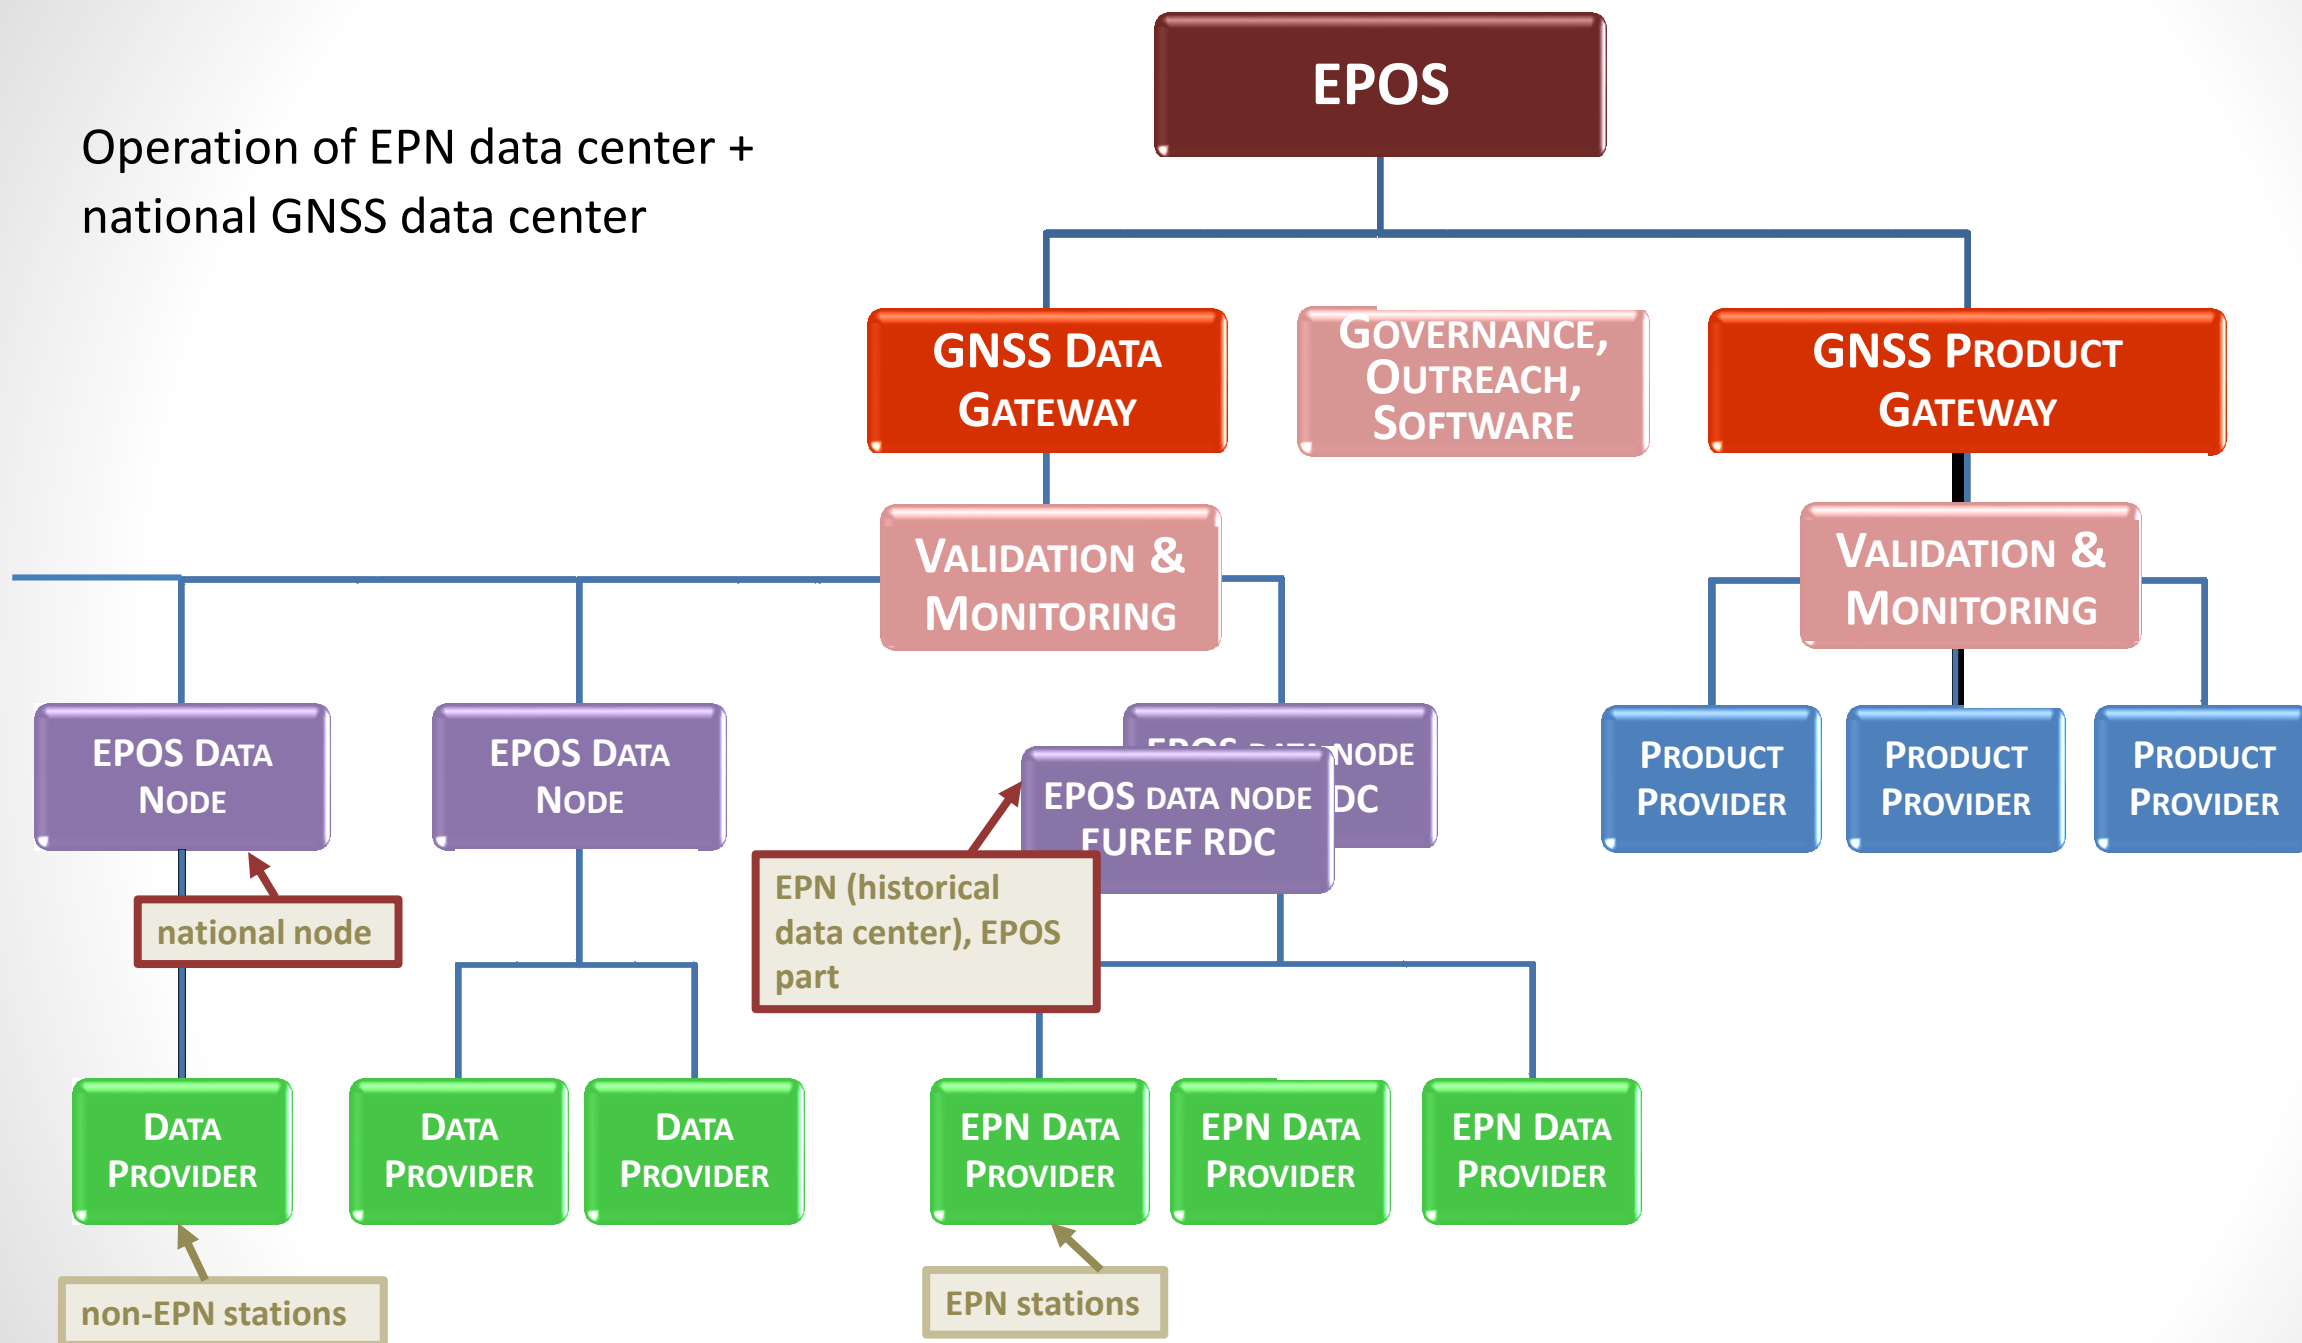 EPOS
Operation of EPN data center +
national GNSS data center
GNSS DATA
GATEWAY
GOVERNANCE,
OUTREACH,
SOFTWARE
GNSS PRODUCT
GATEWAY
VALIDATION &
MONITORING
VALIDATION &
MONITORING
EPOS DATA
NODE
EPOS DATA
NODE
EPOS DATA NODE
DC
EPOS DATA NODE
EUREF RDC
PRODUCT
PROVIDER
PRODUCT
PROVIDER
PRODUCT
PROVIDER
national node
EPN (historical
data center), EPOS
part
DATA
PROVIDER
DATA
PROVIDER
DATA
PROVIDER
EPN DATA
PROVIDER
EPN DATA
PROVIDER
EPN DATA
PROVIDER
non-EPN stations
EPN stations